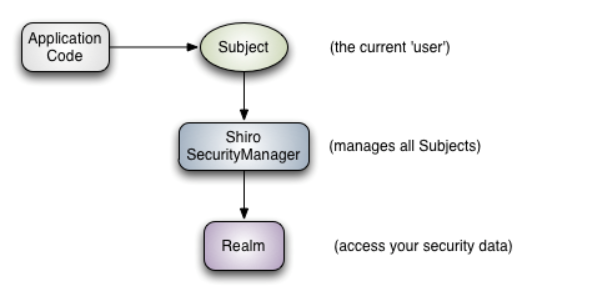 Application
Code
Subject
(the current 'user')
Shiro
SecurityManager
(manages all Subjects)
Realm
(access your security data)